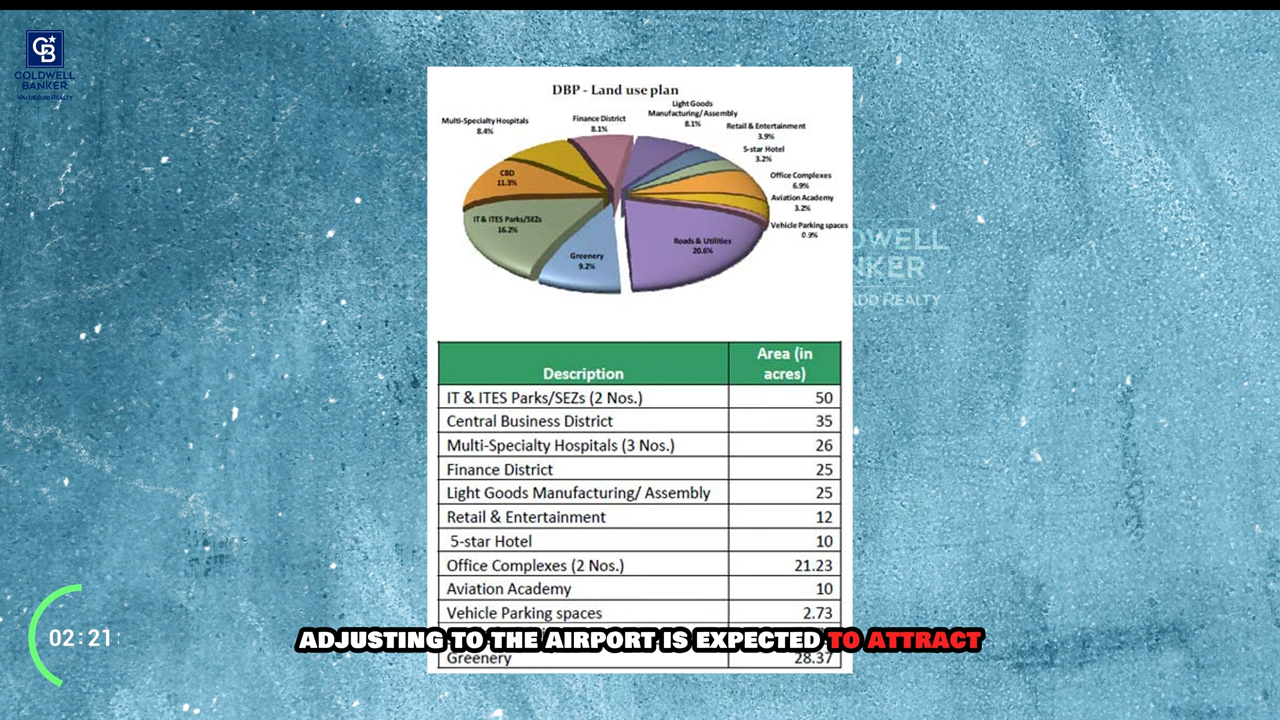 CB
COLDWELL
BANKER
VALUEADD REALTY
DBP - Land use plan
Multi-Specialty Hospitals
8.4%
Finance District
8.1%
Light Goods
Manufacturing/ Assembly
8.1%
Retail & Entertainment
3.9%
5-star Hotel
3.2%
Office Complexes
6.9%
Aviation Academy
3.2%
Vehicle Parking spaces
0.9%
CBD
11.3%
IT & ITES Parks/SEZs
16.2%
Greenery
9.2%
Roads & Utilities
20.6%
DWELL
NKER
ADD REALTY
Description Area (in
acres)
IT & ITES Parks/SEZs (2 Nos.) 50
Central Business District 35
Multi-Specialty Hospitals (3 Nos.) 26
Finance District 25
Light Goods Manufacturing/ Assembly 25
Retail & Entertainment 12
5-star Hotel 10
Office Complexes (2 Nos.) 21.23
Aviation Academy 10
Vehicle Parking spaces 2.73
ADJUSTING TO THE AIRPORT IS EXPECTED TO ATTRACT
Greenery 28.37
02:21